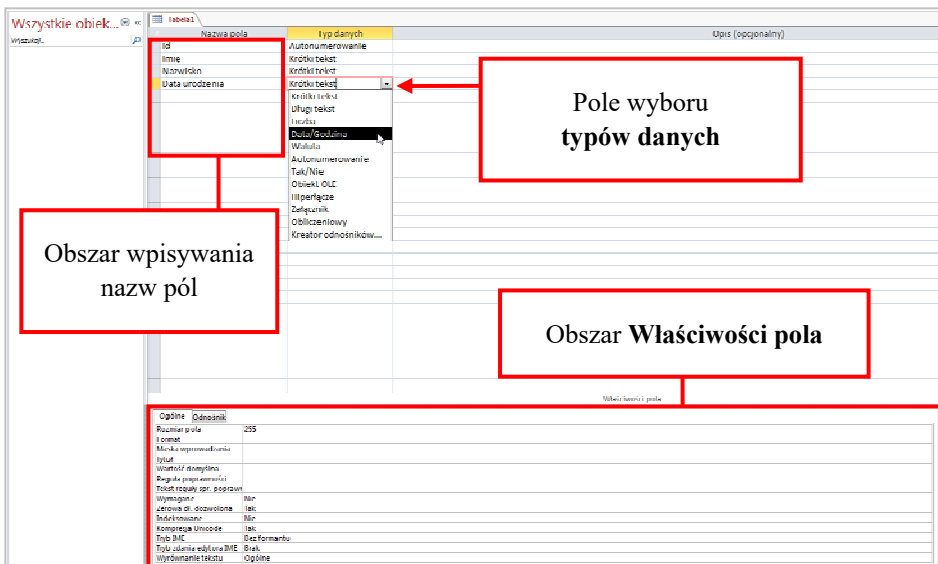 Wszystkie obiek...
Wyszukaj...
Tabela1
Nazwa pola
Typ danych
Opis (opcjonalny)
Id
Autonumerowanie
Imię
Krótki tekst
Nazwisko
Krótki tekst
Data urodzenia
Krótki tekst
Krótki tekst
Długi tekst
Liczba
Data/Godzina
Waluta
Autonumerowanie
Tak/Nie
Obiekt OLE
Hiperłącze
Załącznik
Obliczeniowy
Kreator odnośników...
Pole wyboru
typów danych
Obszar wpisywania
nazw pól
Obszar Właściwości pola
Właściwości pola
Ogólne
Odnośnik
Rozmiar pola
255
Format
Maska wprowadzania
Tytuł
Wartość domyślna
Reguła poprawności
Tekst reguły spr. popraw
Wymagane
Nie
Zerowa dł. dozwolona
Tak
Indeksowane
Nie
Kompresja Unicode
Tak
Tryb IME
Bez formantu
Tryb zdania edytora IME
Brak
Wyrównanie tekstu
Ogólne